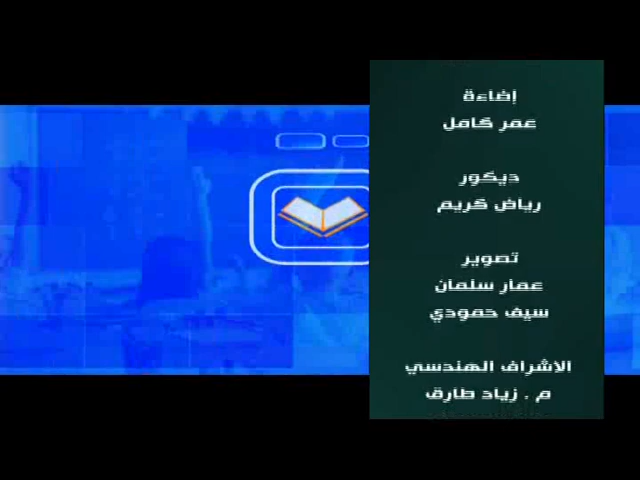 إضاءة
عمر كامل
ديكور
رياض كريم
تصوير
عمار سلمان
سيف حمودي
الاشراف الهندسي
م . زياد طارق